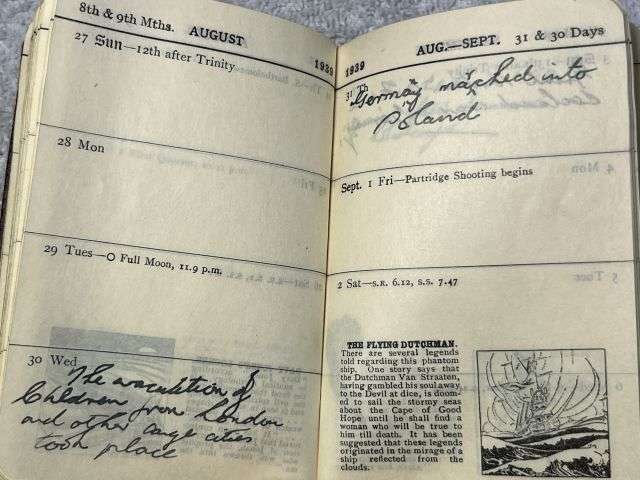 8th & 9th Mths. AUGUST 1939
27 Sun—12th after Trinity
28 Mon
29 Tues—O Full Moon, 11.9 p.m.
30 Wed
The evacuation of
Children from London
and other large cities
took place
1939 AUG.—SEPT. 31 & 30 Days
31 Th
Germany marched into
Poland
Sept. 1 Fri—Partridge Shooting begins
2 Sat—S.R. 6.12, S.S. 7.47
THE FLYING DUTCHMAN.
There are several legends
told regarding this phantom
ship. One story says that
the Dutchman Van Straaten,
having gambled his soul away
to the Devil at dice, is doom-
ed to sail the stormy seas
about the Cape of Good
Hope until he shall find a
woman who will be true to
him till death. It has been
suggested that these legends
originated in the mirage of a
ship reflected from the
clouds.